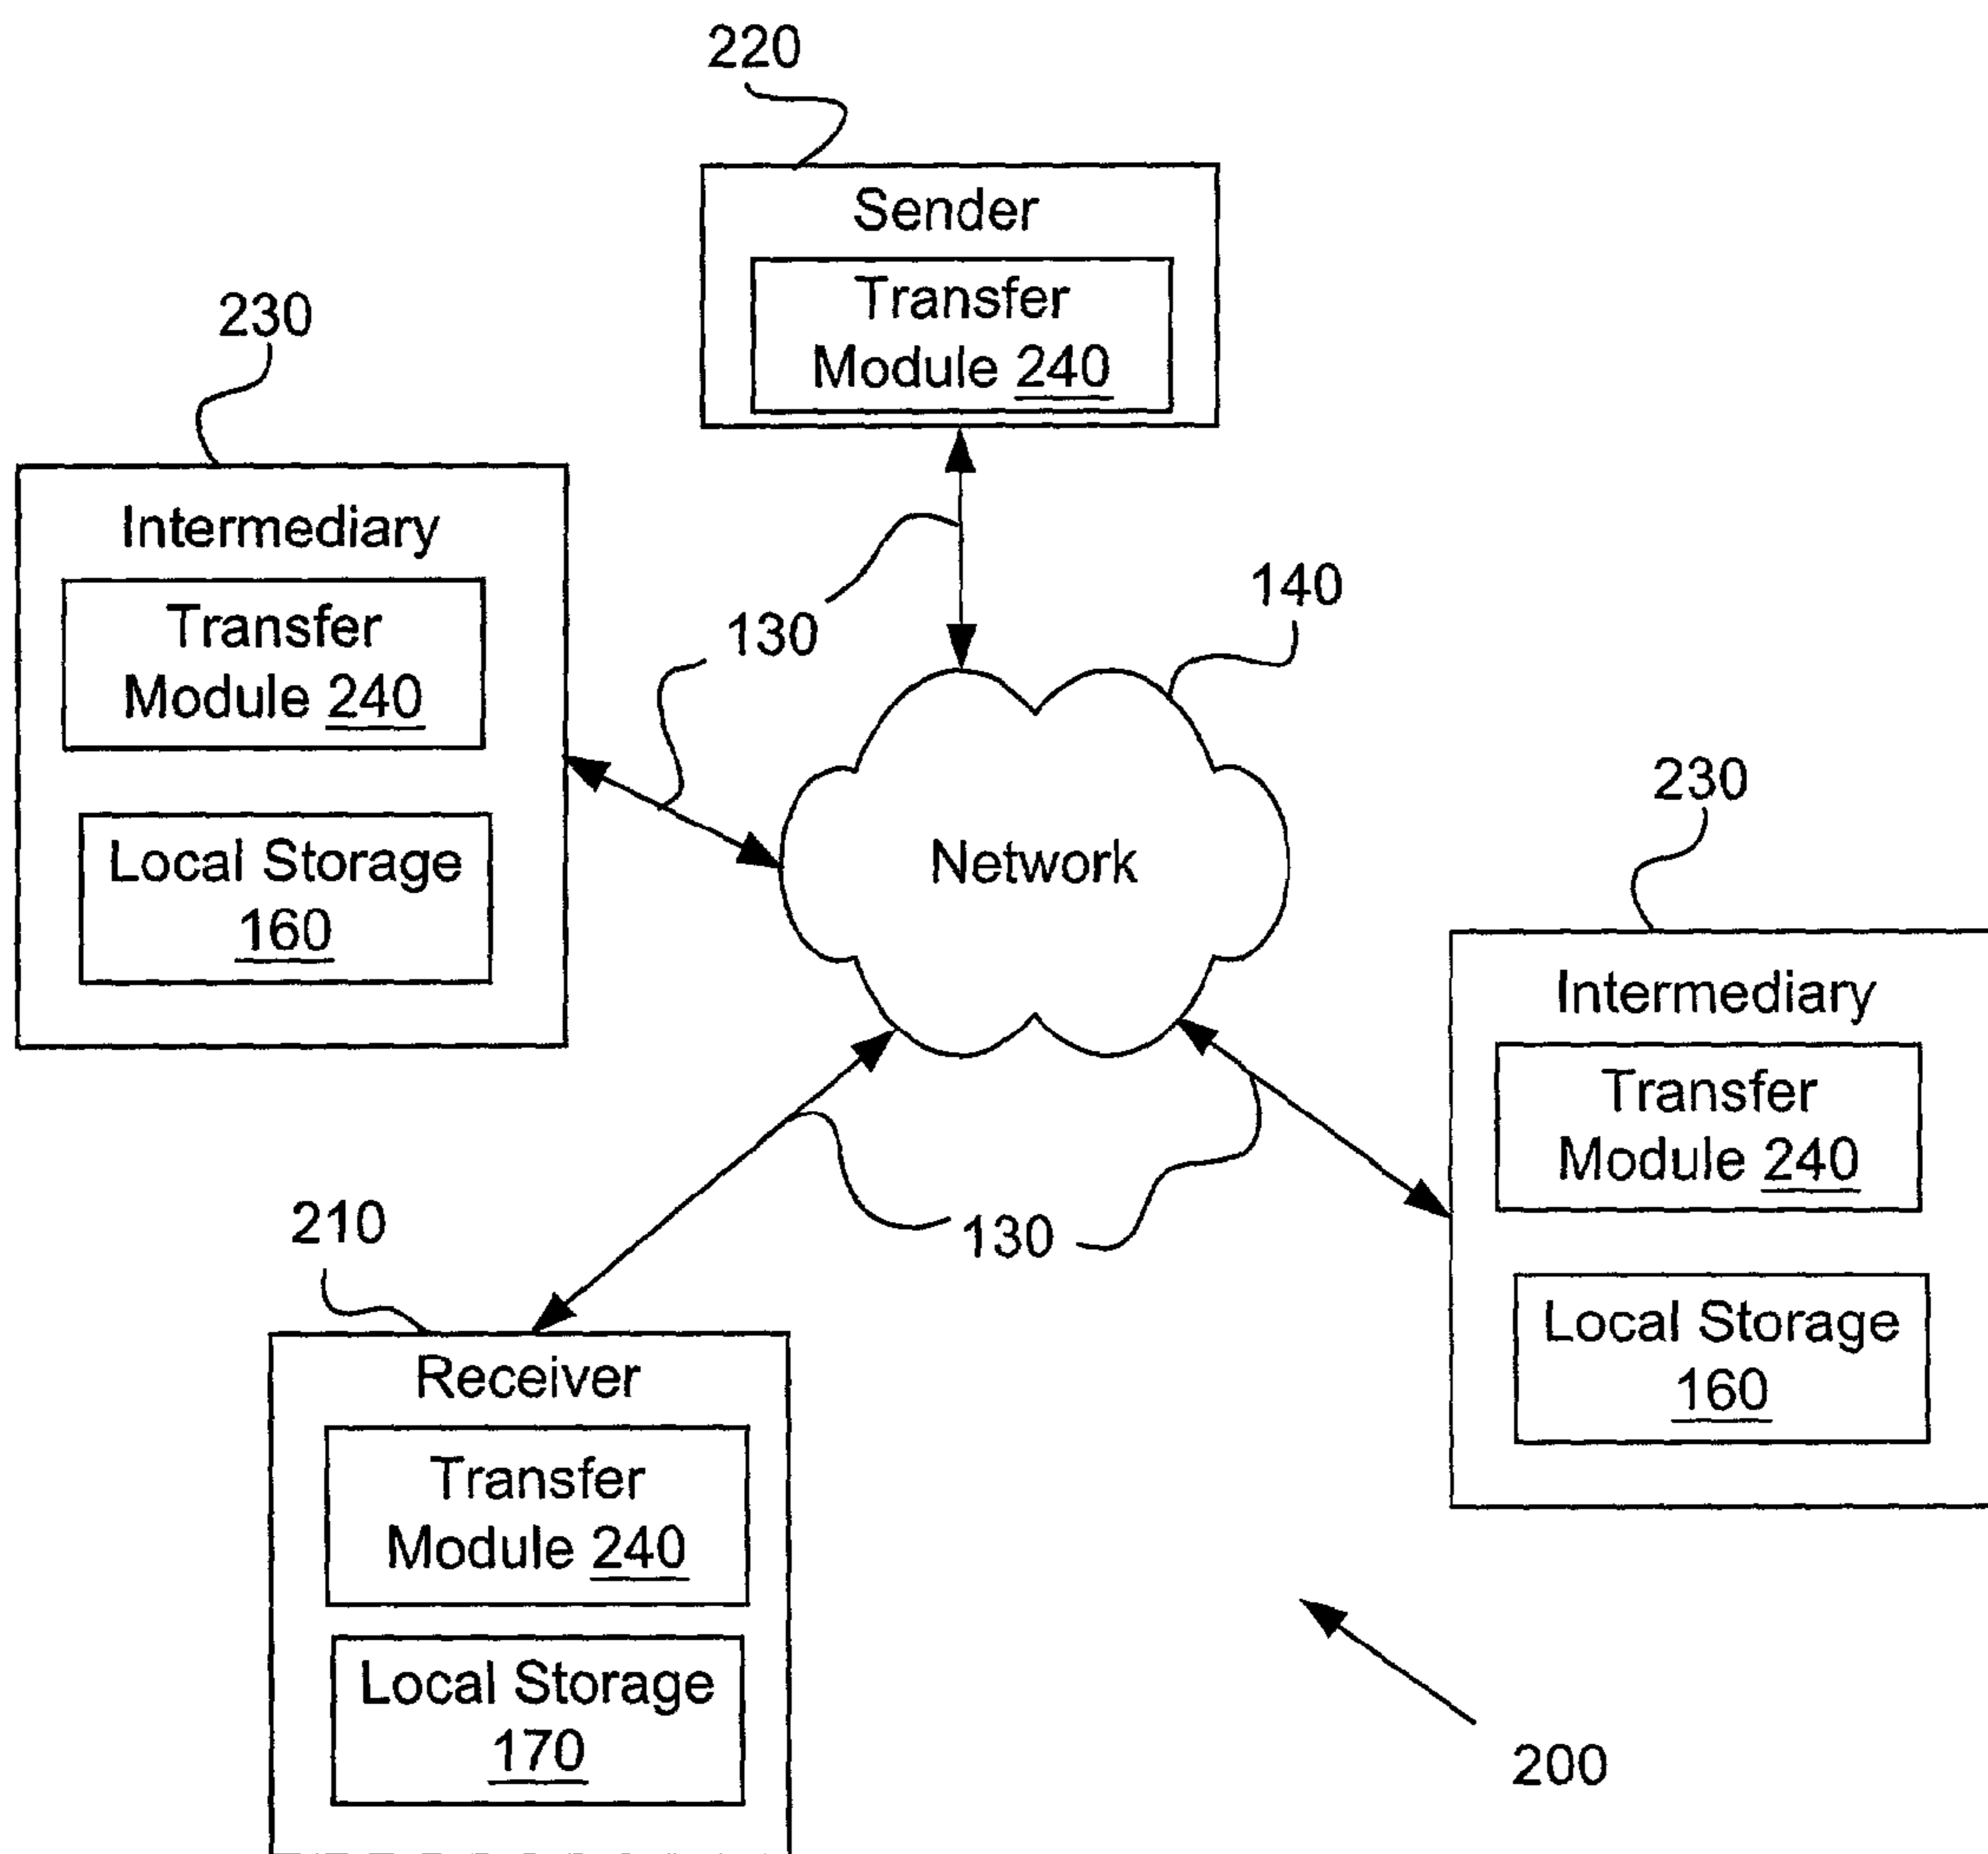 220
Sender
Transfer
Module 240
230
Intermediary
Transfer
Module 240
Local Storage
160
130
140
Network
230
Intermediary
Transfer
Module 240
Local Storage
160
130
210
Receiver
Transfer
Module 240
Local Storage
170
200